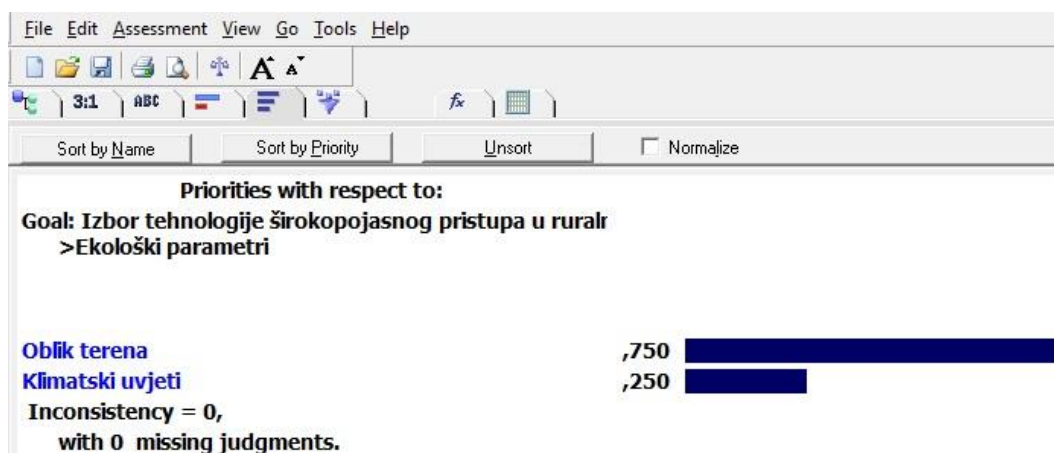 File Edit Assessment View Go Tools Help
A A
3:1 ABC fx
Sort by Name Sort by Priority Unsort Normalize
Priorities with respect to:
Goal: Izbor tehnologije širokopojasnog pristupa u ruralr
>Ekološki parametri
Oblik terena ,750
Klimatski uvjeti ,250
Inconsistency = 0,
with 0 missing judgments.